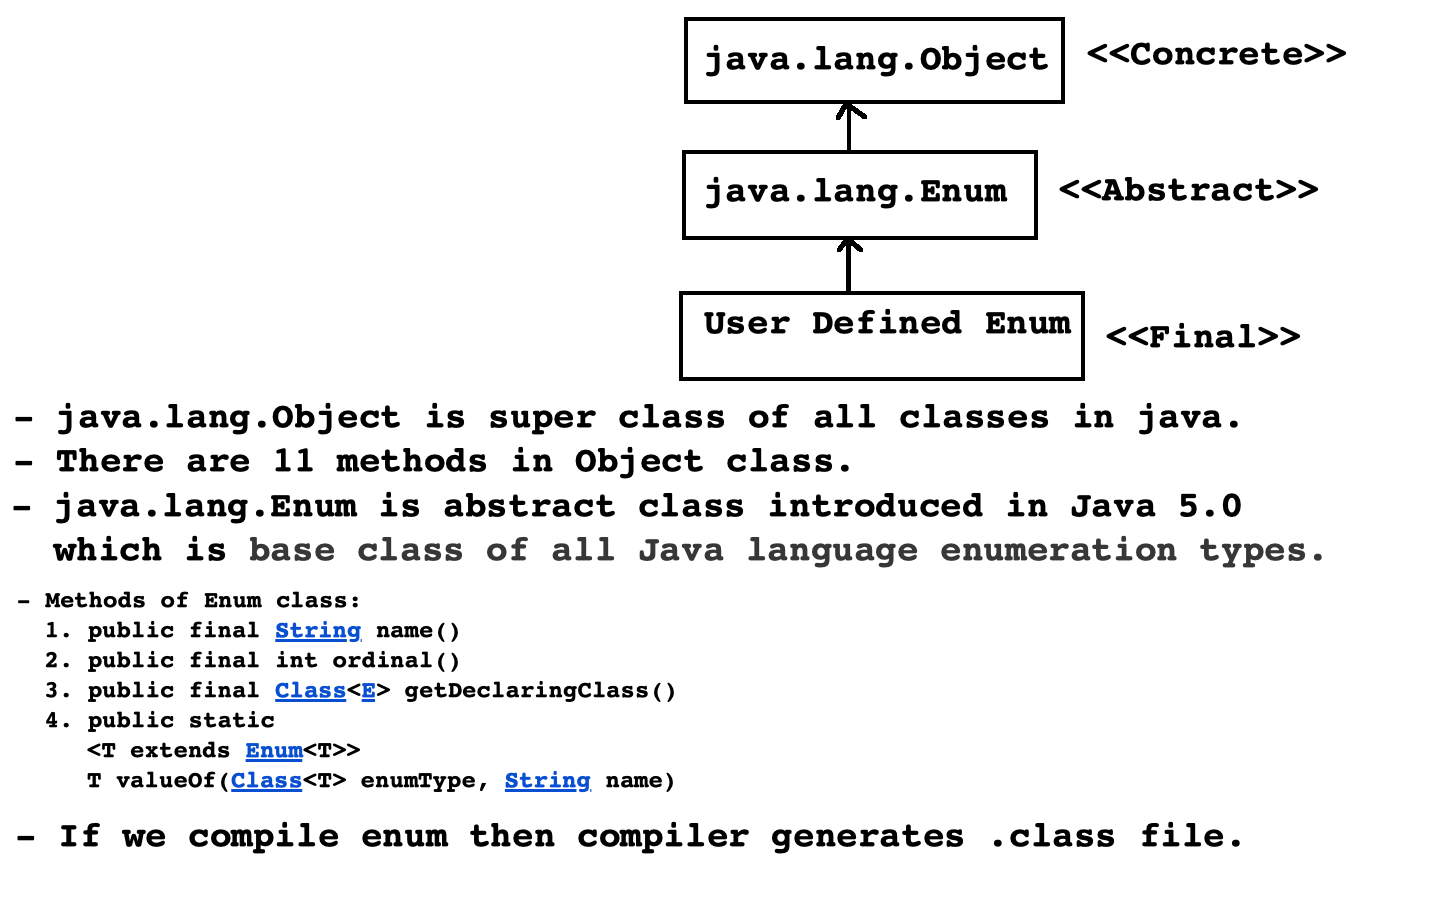 java.lang.Object <<Concrete>>
java.lang.Enum <<Abstract>>
User Defined Enum <<Final>>
- java.lang.Object is super class of all classes in java.
- There are 11 methods in Object class.
- java.lang.Enum is abstract class introduced in Java 5.0
which is base class of all Java language enumeration types.
- Methods of Enum class:
1. public final String name()
2. public final int ordinal()
3. public final Class<E> getDeclaringClass()
4. public static
<T extends Enum<T>>
T valueOf(Class<T> enumType, String name)
- If we compile enum then compiler generates .class file.